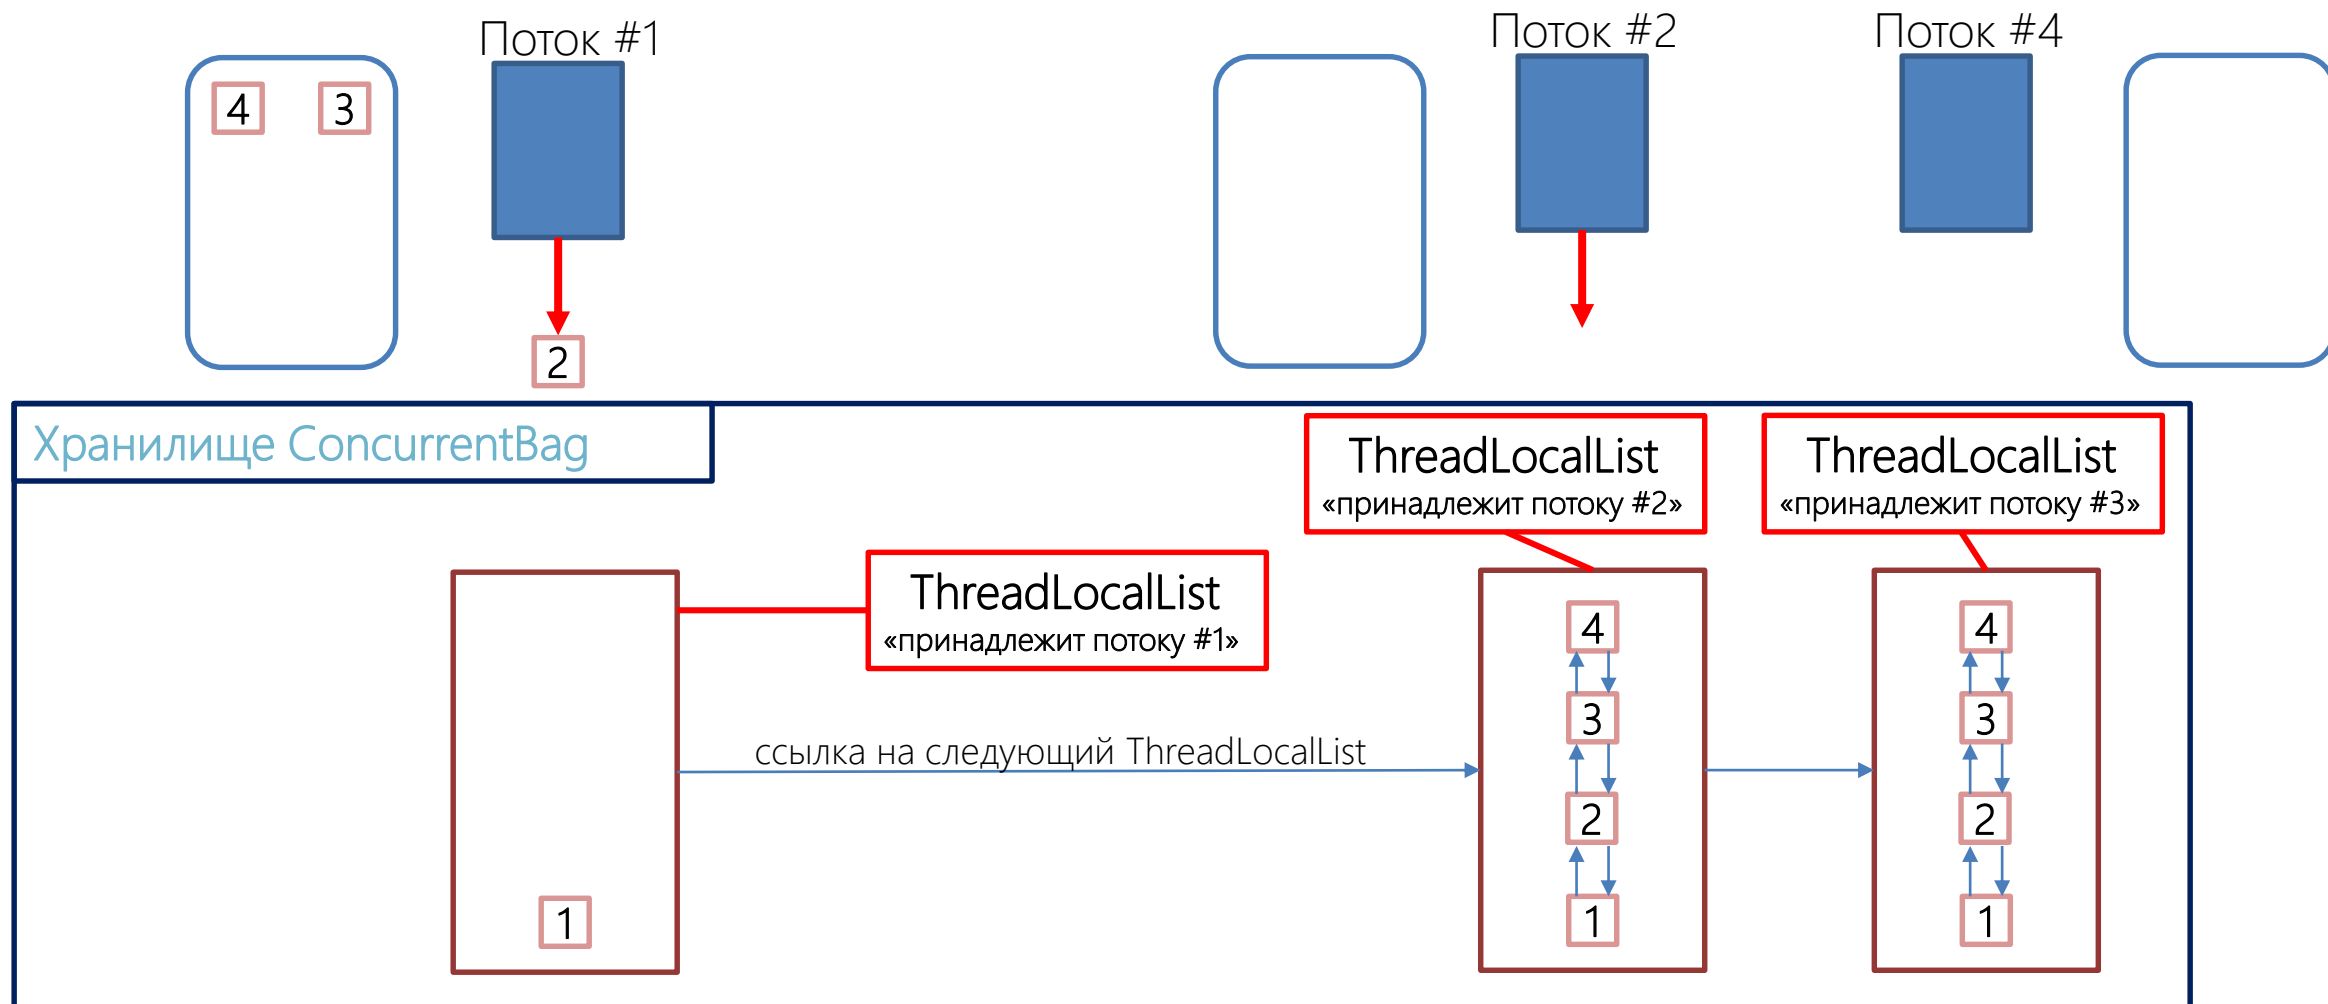 Поток #1
Поток #2
Поток #4
4
3
2
Хранилище ConcurrentBag
ThreadLocalList
«принадлежит потоку #2»
ThreadLocalList
«принадлежит потоку #3»
ThreadLocalList
«принадлежит потоку #1»
ссылка на следующий ThreadLocalList
1
4
3
2
1
4
3
2
1